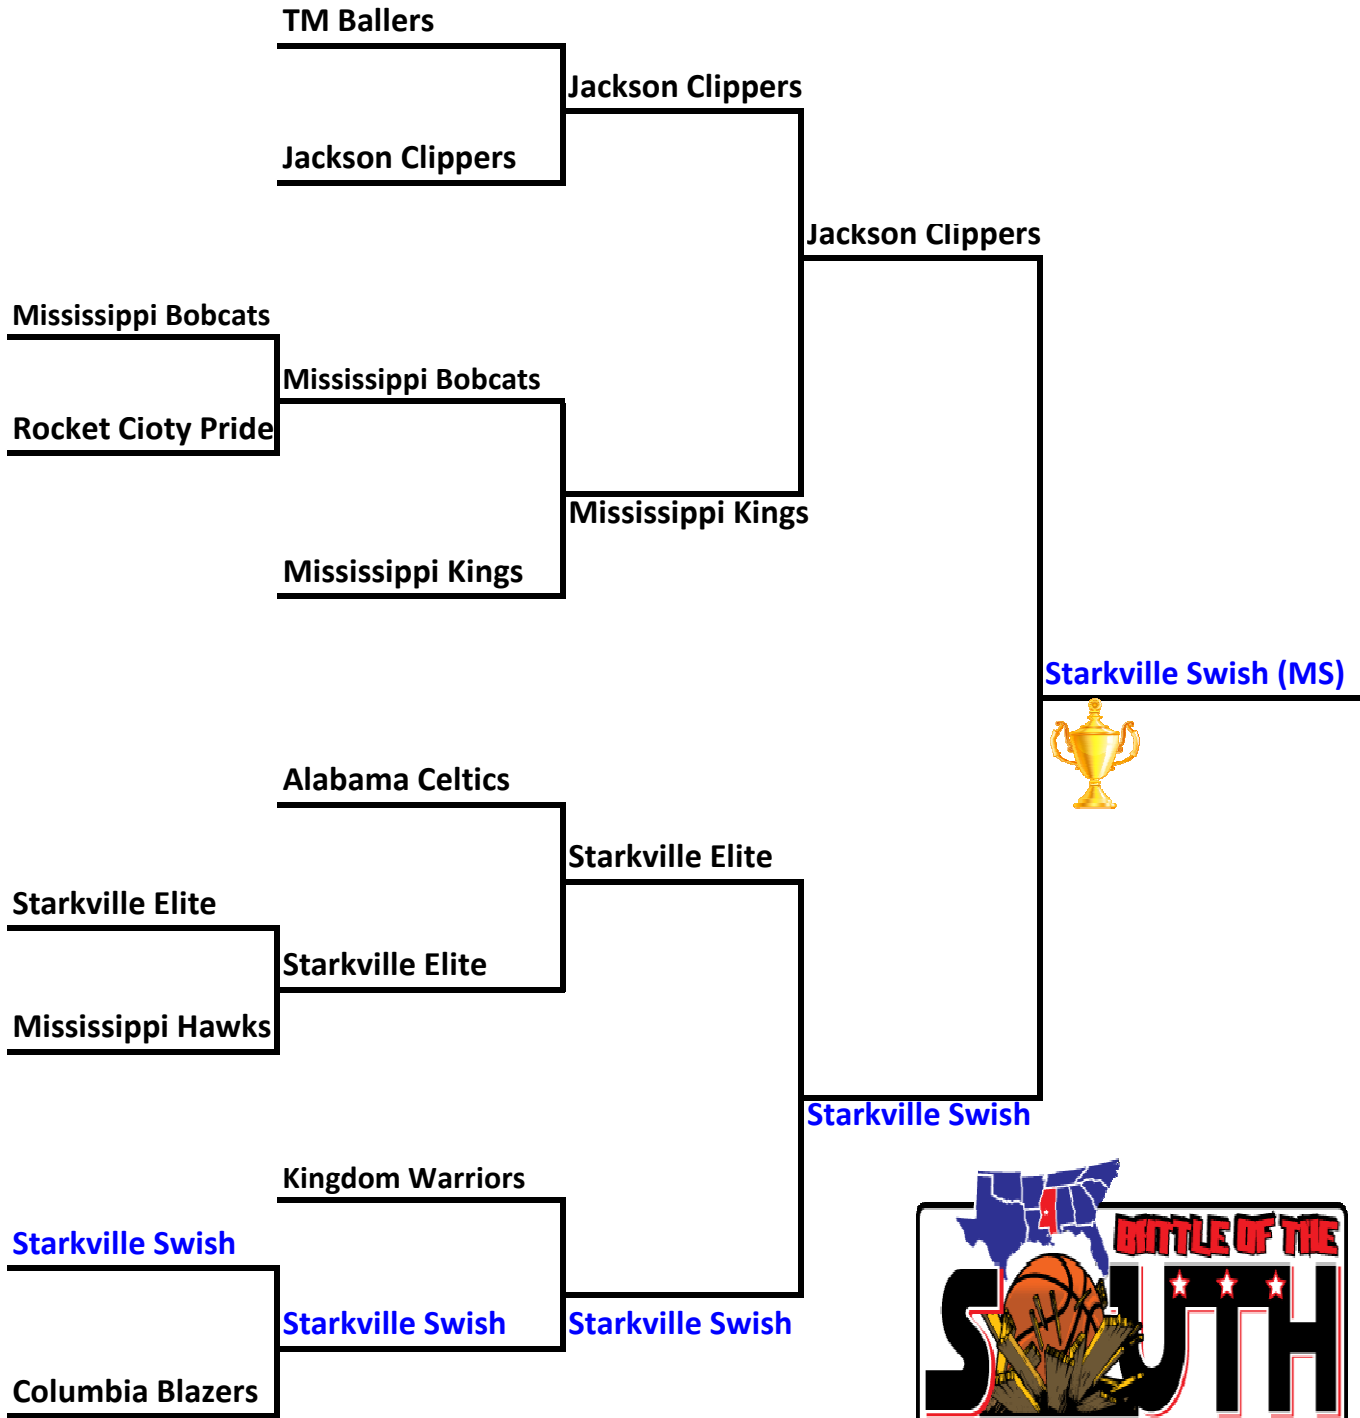 TM Ballers
Jackson Clippers
Jackson Clippers
Jackson Clippers
Mississippi Bobcats
Mississippi Bobcats
Rocket Cioty Pride
Mississippi Kings
Mississippi Kings
Starkville Swish (MS)
Alabama Celtics
Starkville Elite
Starkville Elite
Starkville Elite
Mississippi Hawks
Starkville Swish
Kingdom Warriors
Starkville Swish
Starkville Swish
Starkville Swish
Columbia Blazers
BATTLE OF THE
SOUTH